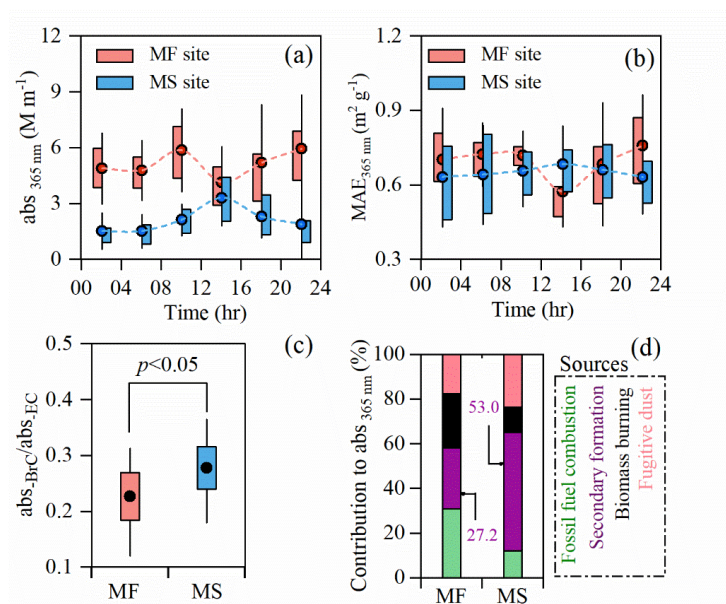 (a)
MF site
MS site
abs 365 nm (M m⁻¹)
12
9
6
3
0
00 04 08 12 16 20 24
Time (hr)
(b)
MF site
MS site
MAE365 nm (m² g⁻¹)
1.2
0.9
0.6
0.3
00 04 08 12 16 20 24
Time (hr)
(c)
p<0.05
abs-BrC/abs-EC
0.5
0.4
0.3
0.2
0.1
MF MS
(d)
Contribution to abs 365 nm (%)
100
80
60
40
20
0
53.0
27.2
MF MS
Sources
Fossil fuel combustion
Secondary formation
Biomass burning
Fugitive dust